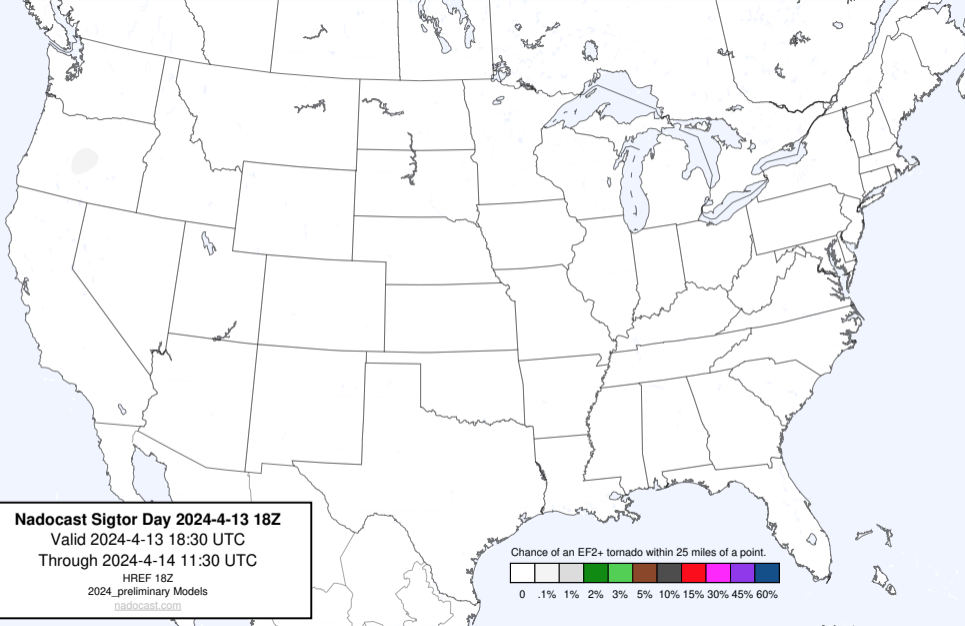 Nadocast Sigtor Day 2024-4-13 18Z
Valid 2024-4-13 18:30 UTC
Through 2024-4-14 11:30 UTC
HREF 18Z
2024_preliminary Models
nadocast.com
Chance of an EF2+ tornado within 25 miles of a point.
0 .1% 1% 2% 3% 5% 10% 15% 30% 45% 60%